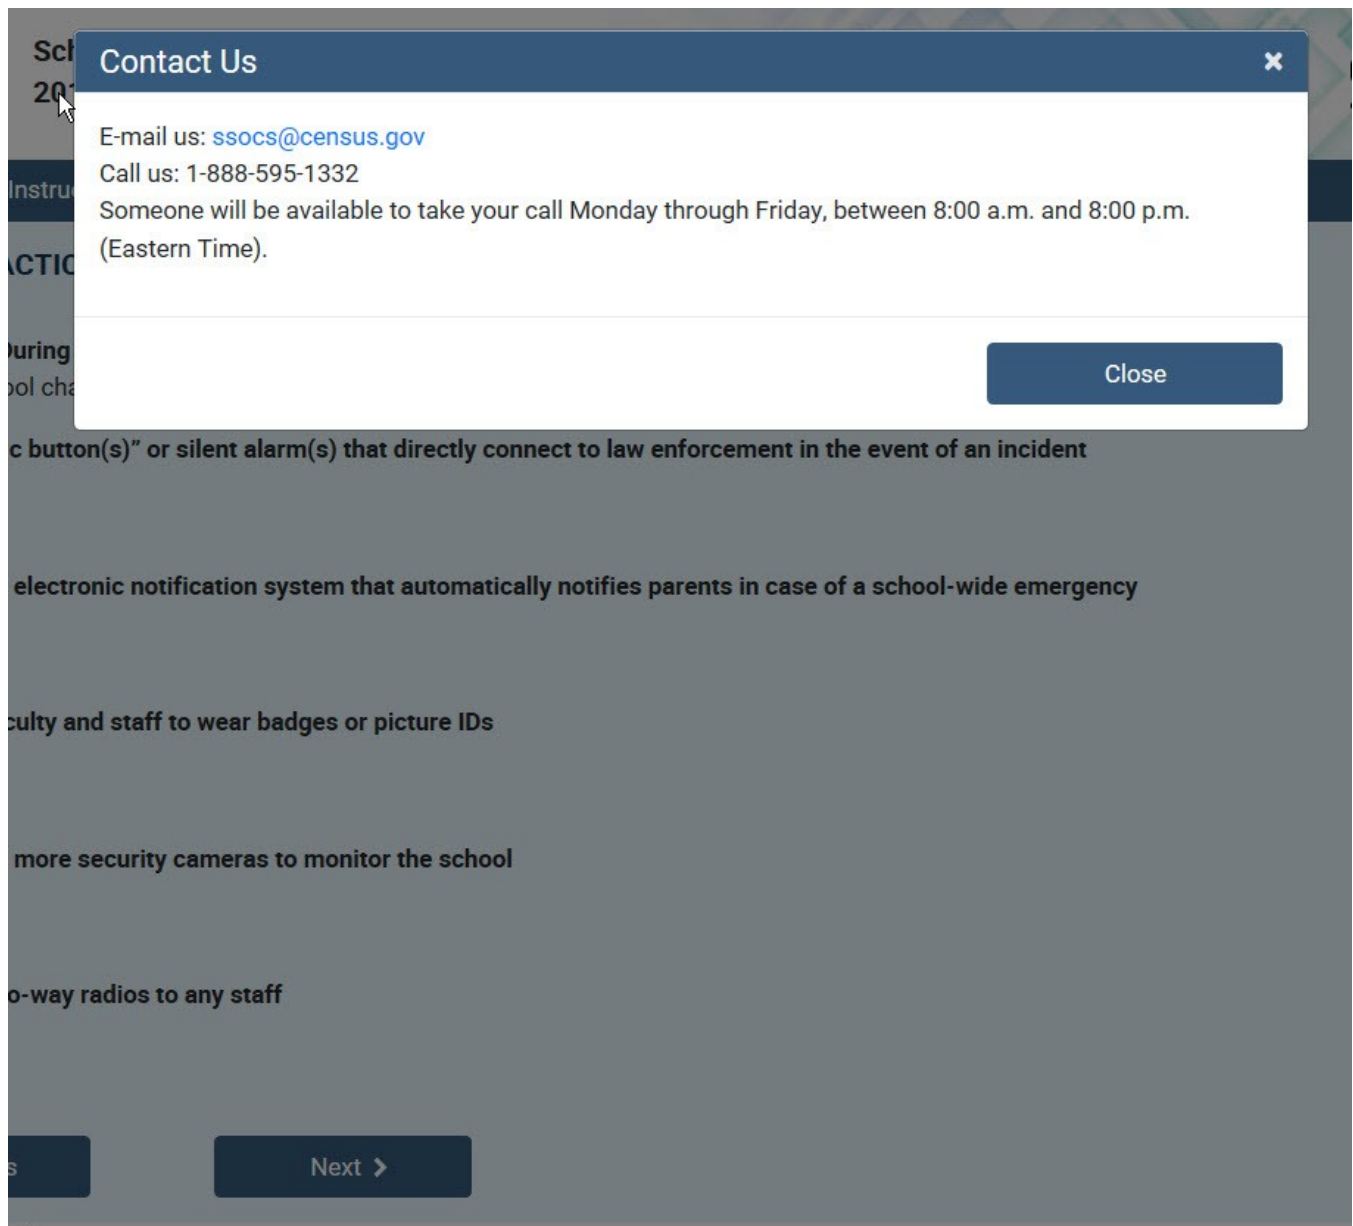 Contact Us
E-mail us: ssocs@census.gov
Call us: 1-888-595-1332
Someone will be available to take your call Monday through Friday, between 8:00 a.m. and 8:00 p.m.
(Eastern Time).
Close
During
c button(s)” or silent alarm(s) that directly connect to law enforcement in the event of an incident
electronic notification system that automatically notifies parents in case of a school-wide emergency
culty and staff to wear badges or picture IDs
more security cameras to monitor the school
o-way radios to any staff
Next